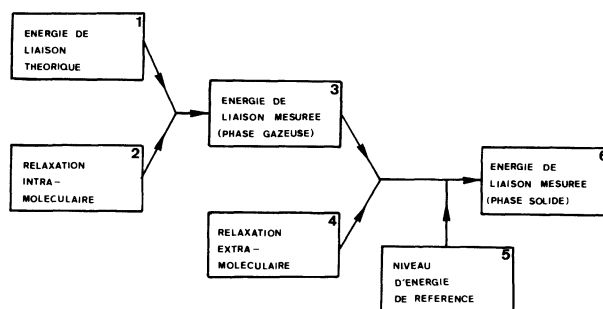 1
ENERGIE DE
LIAISON
THEORIQUE
2
RELAXATION
INTRA-
MOLECULAIRE
3
ENERGIE DE
LIAISON MESUREE
(PHASE GAZEUSE)
4
RELAXATION
EXTRA-
MOLECULAIRE
5
NIVEAU
D'ENERGIE
DE REFERENCE
6
ENERGIE DE
LIAISON MESUREE
(PHASE SOLIDE)